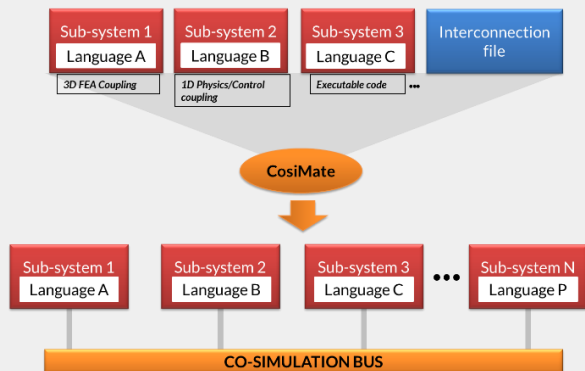 Sub-system 1
Language A
Sub-system 2
Language B
Sub-system 3
Language C
Interconnection
file
3D FEA Coupling
1D Physics/Control
coupling
Executable code
...
CosiMate
Sub-system 1
Language A
Sub-system 2
Language B
Sub-system 3
Language C
...
Sub-system N
Language P
CO-SIMULATION BUS